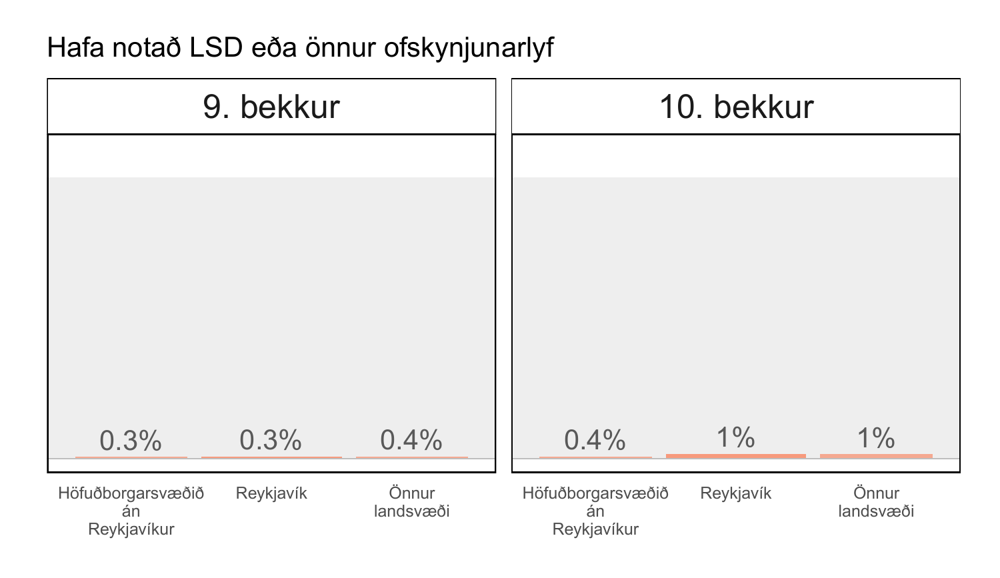 Hafa notað LSD eða önnur ofskynjunarlyf
9. bekkur
0.3%
0.3%
0.4%
Höfuðborgarsvæðið
án
Reykjavíkur
Reykjavík
Önnur
landsvæði
10. bekkur
0.4%
1%
1%
Höfuðborgarsvæðið
án
Reykjavíkur
Reykjavík
Önnur
landsvæði